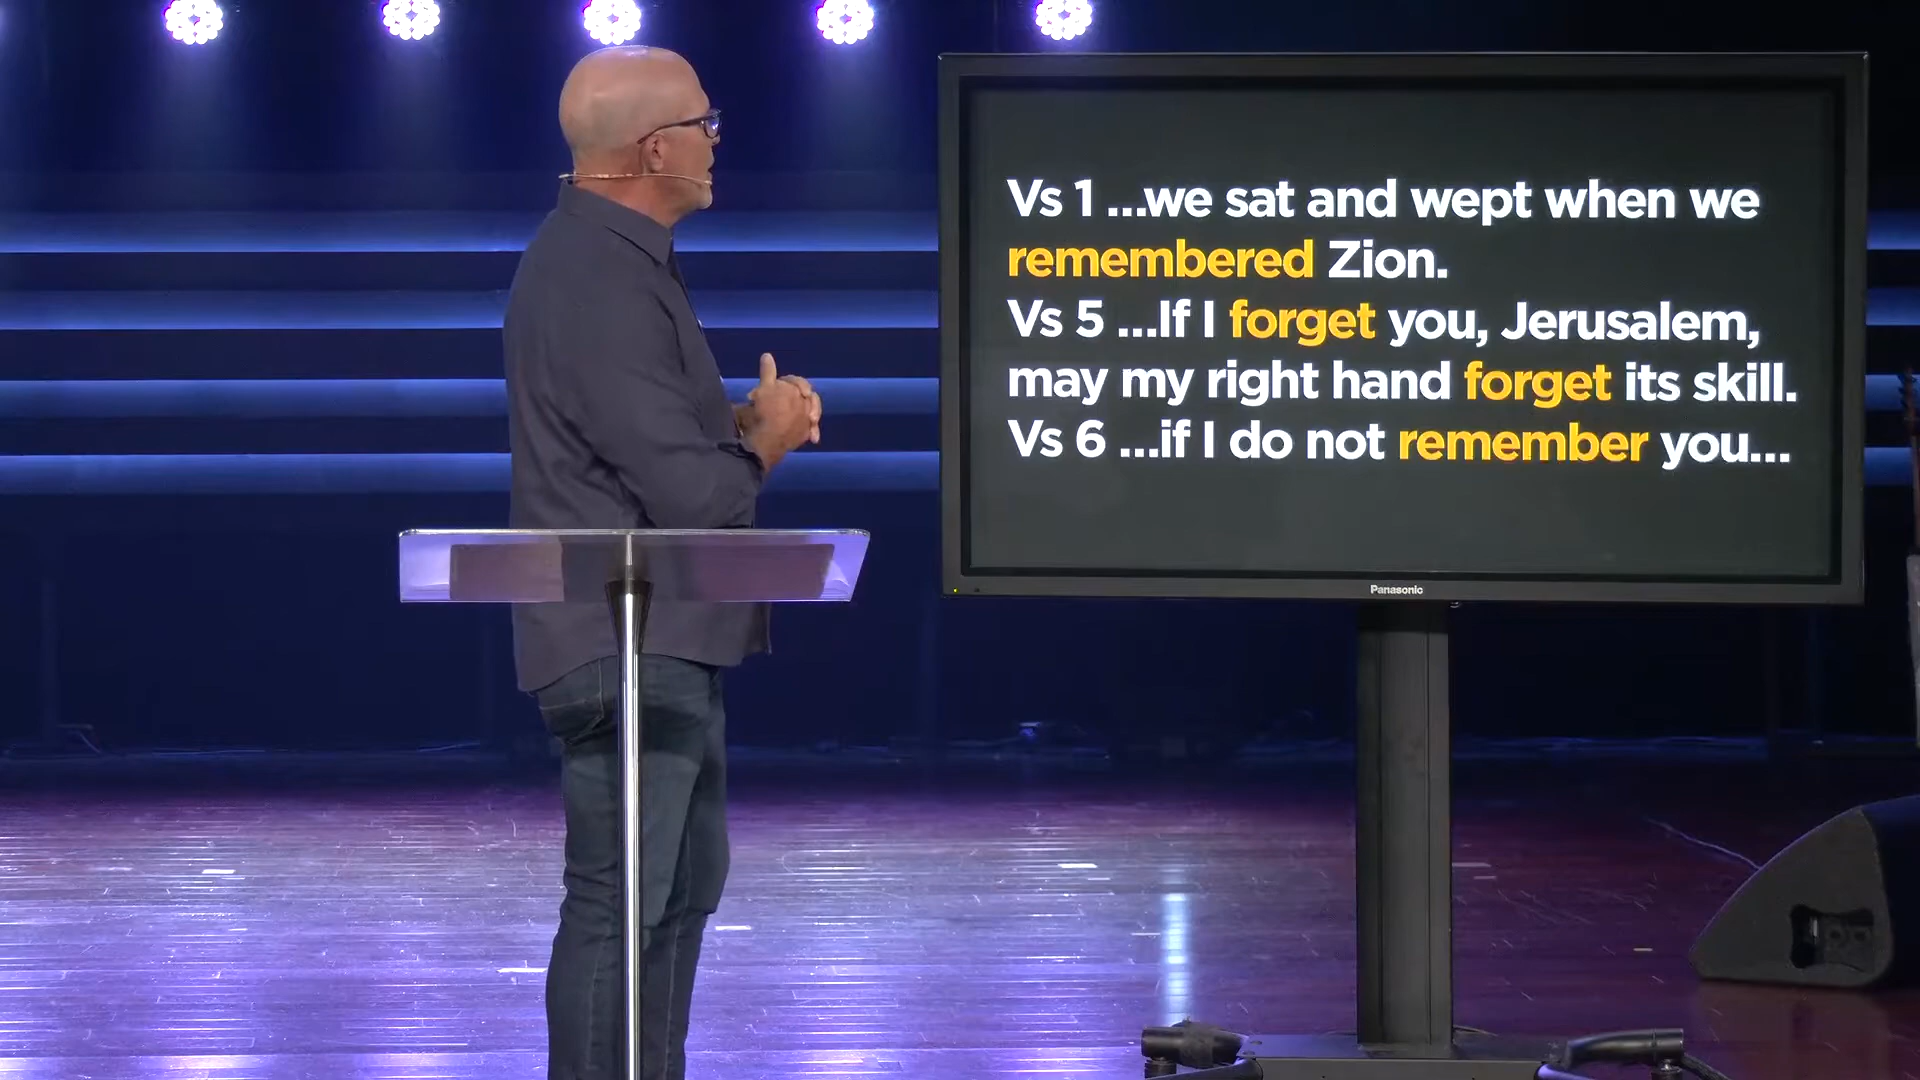 Vs 1 ...we sat and wept when we
remembered Zion.
Vs 5 ...If I forget you, Jerusalem,
may my right hand forget its skill.
Vs 6 ...if I do not remember you...
Panasonic